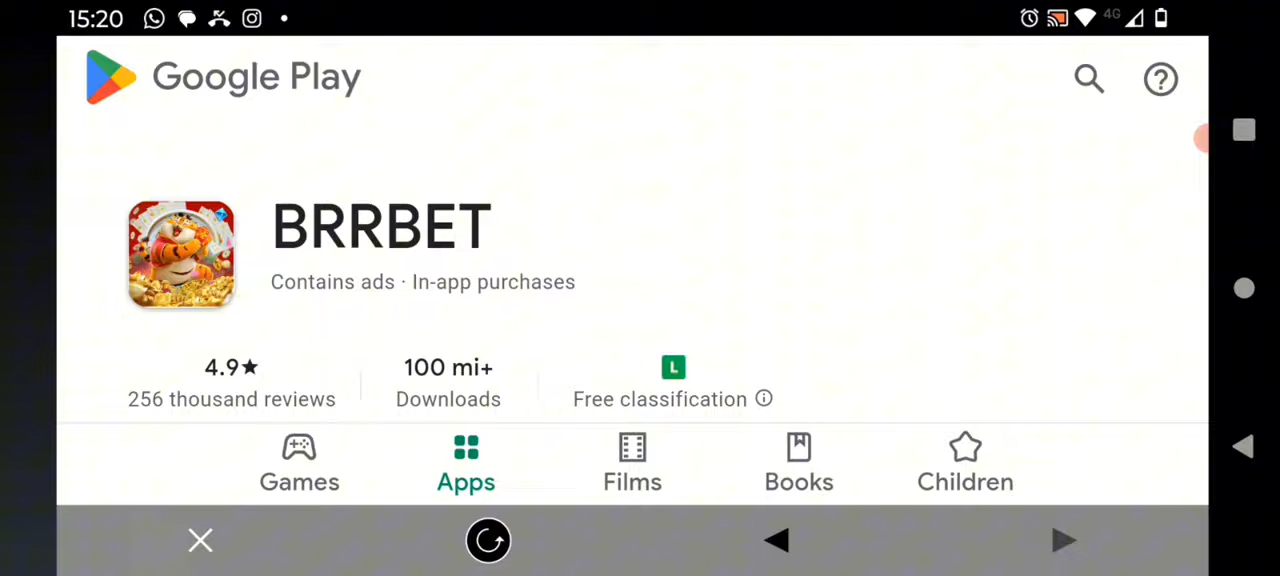 15:20
4G
Google Play
BRRBET
Contains ads · In-app purchases
4.9★
256 thousand reviews
100 mi+
Downloads
L
Free classification
Games
Apps
Films
Books
Children